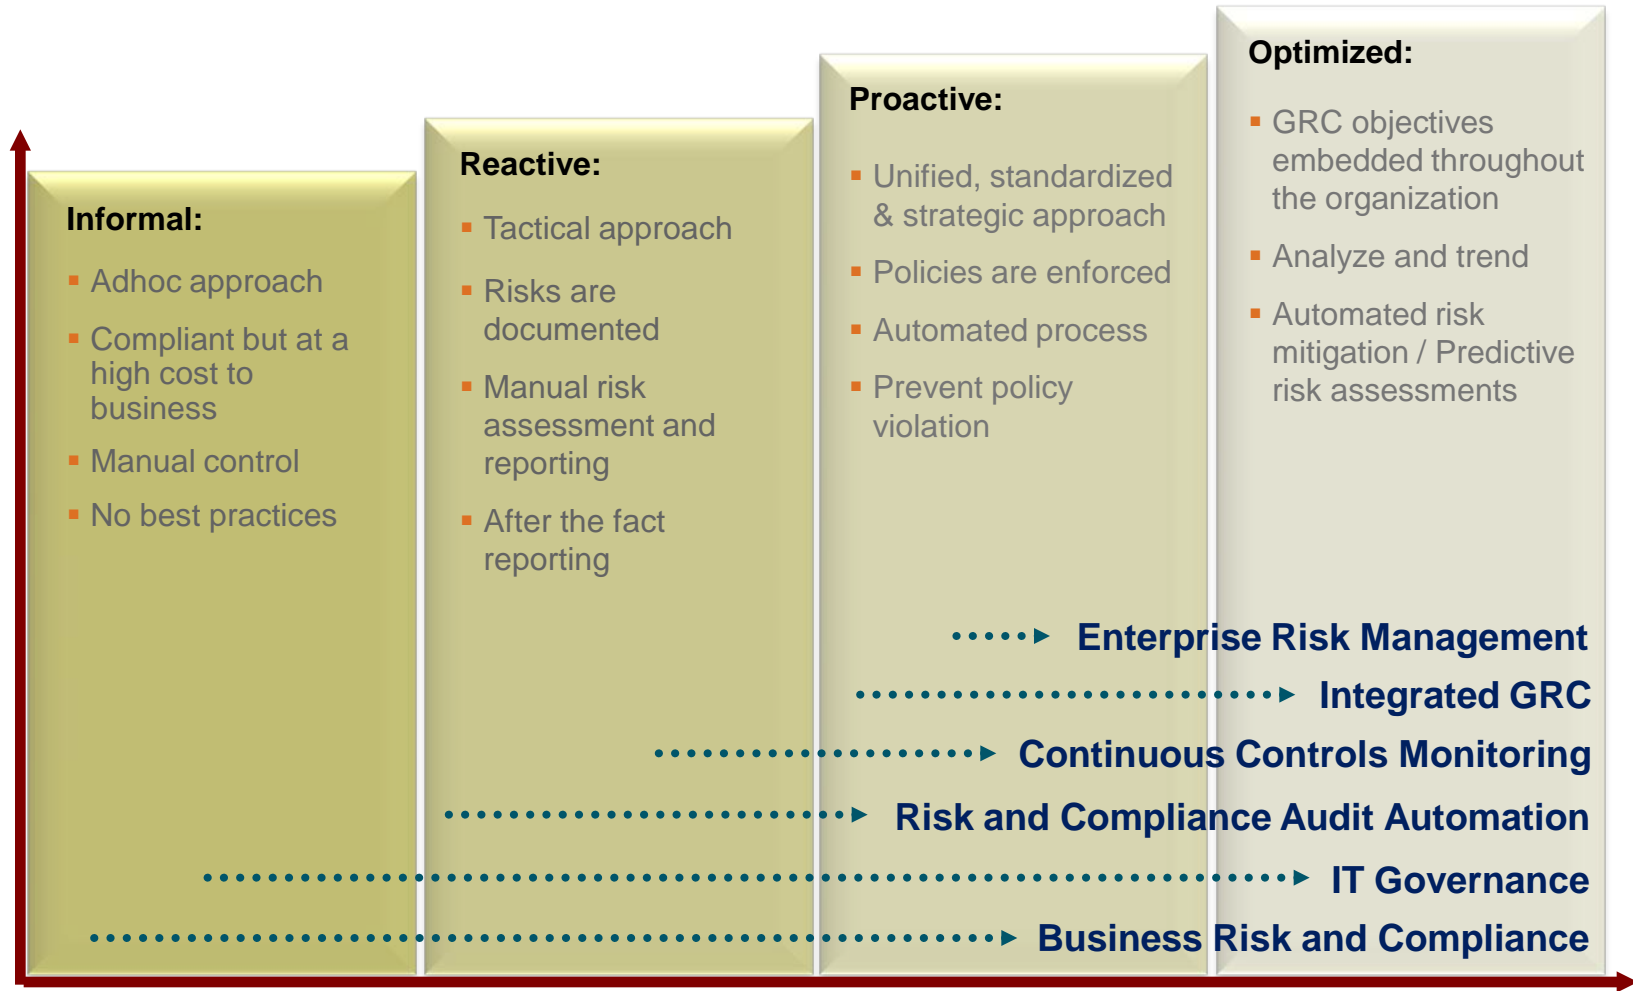 Informal:
Adhoc approach
Compliant but at a
high cost to
business
Manual control
No best practices
Reactive:
Tactical approach
Risks are
documented
Manual risk
assessment and
reporting
After the fact
reporting
Proactive:
Unified, standardized
& strategic approach
Policies are enforced
Automated process
Prevent policy
violation
Optimized:
GRC objectives
embedded throughout
the organization
Analyze and trend
Automated risk
mitigation / Predictive
risk assessments
Enterprise Risk Management
Integrated GRC
Continuous Controls Monitoring
Risk and Compliance Audit Automation
IT Governance
Business Risk and Compliance